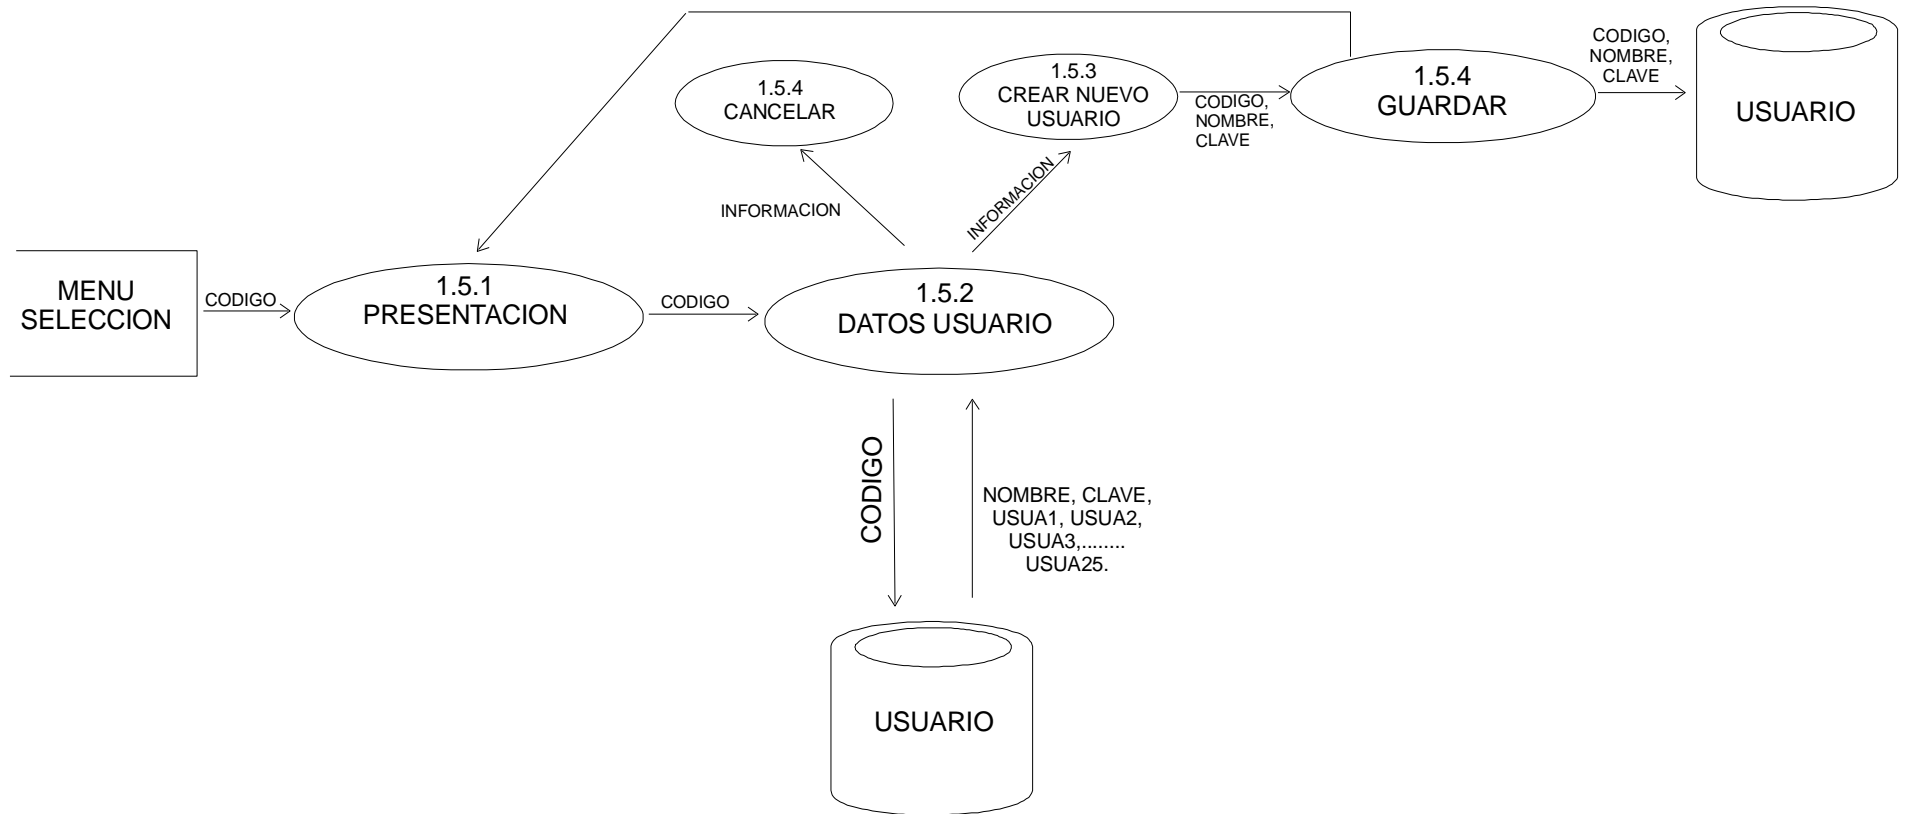 CODIGO,
NOMBRE,
CLAVE
1.5.4
CANCELAR
1.5.3
CREAR NUEVO
USUARIO
CODIGO,
NOMBRE,
CLAVE
1.5.4
GUARDAR
USUARIO
INFORMACION
INFORMACION
MENU
SELECCION
CODIGO
1.5.1
PRESENTACION
CODIGO
1.5.2
DATOS USUARIO
CODIGO
NOMBRE, CLAVE,
USUA1, USUA2,
USUA3,........
USUA25.
USUARIO